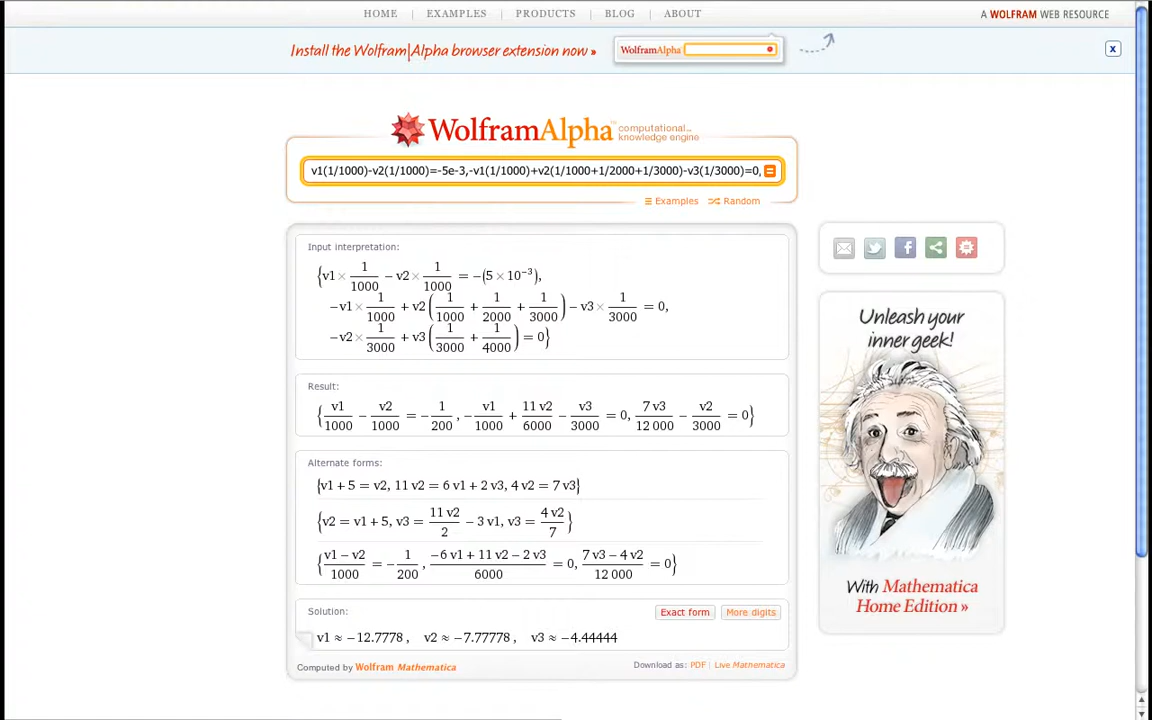 HOME | EXAMPLES | PRODUCTS | BLOG | ABOUT
A WOLFRAM WEB RESOURCE
Install the Wolfram|Alpha browser extension now »
WolframAlpha
x
WolframAlpha™ computational... knowledge engine
v1(1/1000)-v2(1/1000)=-5e-3,-v1(1/1000)+v2(1/1000+1/2000+1/3000)-v3(1/3000)=0, =
Examples Random
Input interpretation:
{v1 × 1/1000 − v2 × 1/1000 = −(5 × 10⁻³),
−v1 × 1/1000 + v2 (1/1000 + 1/2000 + 1/3000) − v3 × 1/3000 = 0,
−v2 × 1/3000 + v3 (1/3000 + 1/4000) = 0}
Result:
{v1/1000 − v2/1000 = −1/200, −v1/1000 + 11 v2/6000 − v3/3000 = 0, 7 v3/12 000 − v2/3000 = 0}
Alternate forms:
{v1 + 5 = v2, 11 v2 = 6 v1 + 2 v3, 4 v2 = 7 v3}
{v2 = v1 + 5, v3 = 11 v2/2 − 3 v1, v3 = 4 v2/7}
{v1 − v2/1000 = −1/200, −6 v1 + 11 v2 − 2 v3/6000 = 0, 7 v3 − 4 v2/12 000 = 0}
Solution:
Exact form
More digits
v1 ≈ −12.7778, v2 ≈ −7.77778, v3 ≈ −4.44444
Computed by Wolfram Mathematica
Download as: PDF | Live Mathematica
Unleash your
inner geek!
With Mathematica
Home Edition »